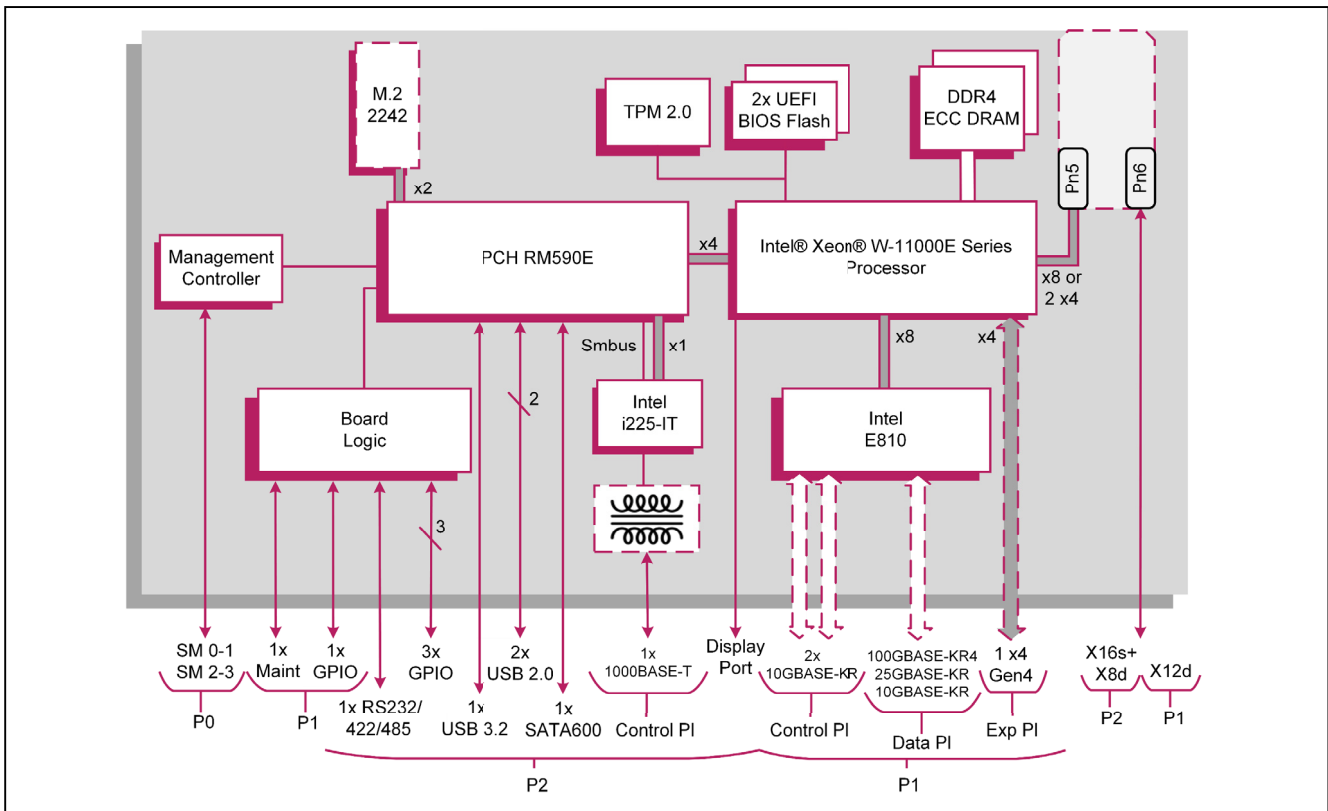 M.2
2242
TPM 2.0
2x UEFI
BIOS Flash
DDR4
ECC DRAM
Pn5
Pn6
x2
Management
Controller
PCH RM590E
x4
Intel® Xeon® W-11000E Series
Processor
x8 or
2 x4
Smbus
x1
x8
x4
Board
Logic
2
Intel
i225-IT
Intel
E810
3
SM 0-1
SM 2-3
1x
Maint
1x
GPIO
3x
GPIO
2x
USB 2.0
1x
1000BASE-T
Display
Port
2x
10GBASE-KR
100GBASE-KR4
25GBASE-KR
10GBASE-KR
1 x4
Gen4
X16s+
X8d
X12d
P0
P1
1x RS232/
422/485
1x
USB 3.2
1x
SATA600
Control Pl
Control Pl
Data Pl
Exp Pl
P2
P1
P2
P1